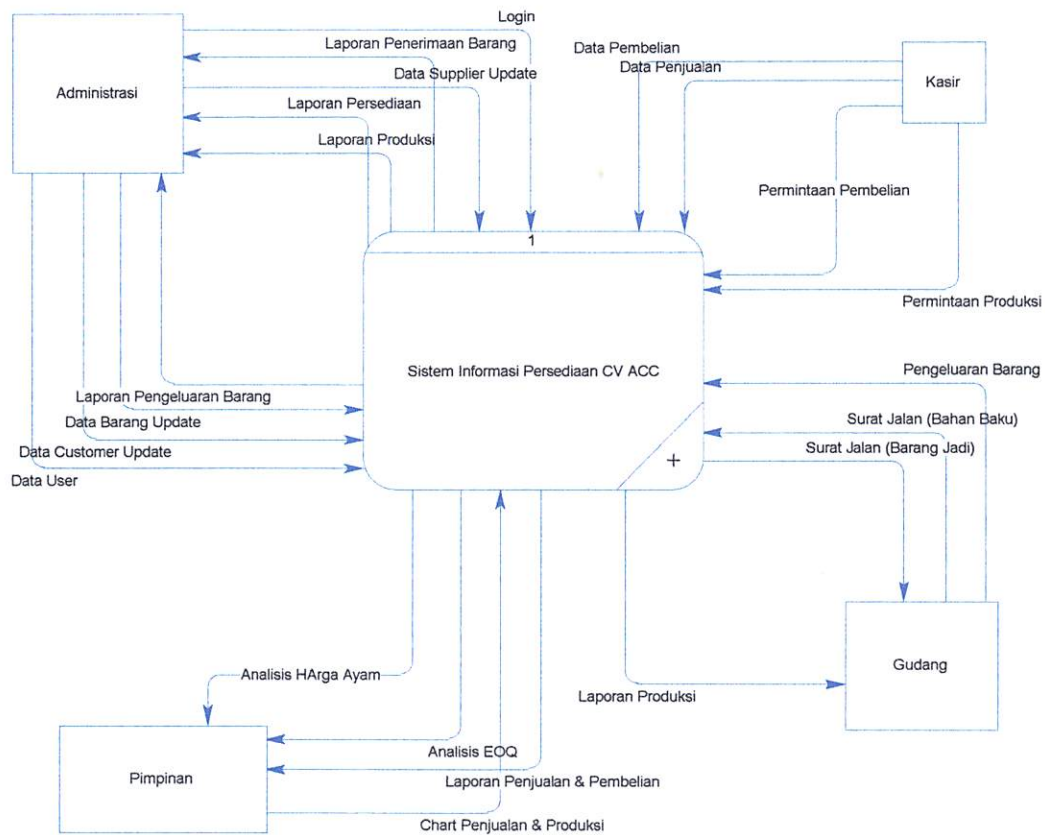 Login
Laporan Penerimaan Barang
Data Supplier Update
Administrasi
Laporan Persediaan
Laporan Produksi
Data Pembelian
Data Penjualan
Kasir
Permintaan Pembelian
1
Permintaan Produksi
Sistem Informasi Persediaan CV ACC
Pengeluaran Barang
Laporan Pengeluaran Barang
Data Barang Update
Data Customer Update
Data User
Surat Jalan (Bahan Baku)
Surat Jalan (Barang Jadi)
+
Gudang
Analisis HArga Ayam
Laporan Produksi
Pimpinan
Analisis EOQ
Laporan Penjualan & Pembelian
Chart Penjualan & Produksi